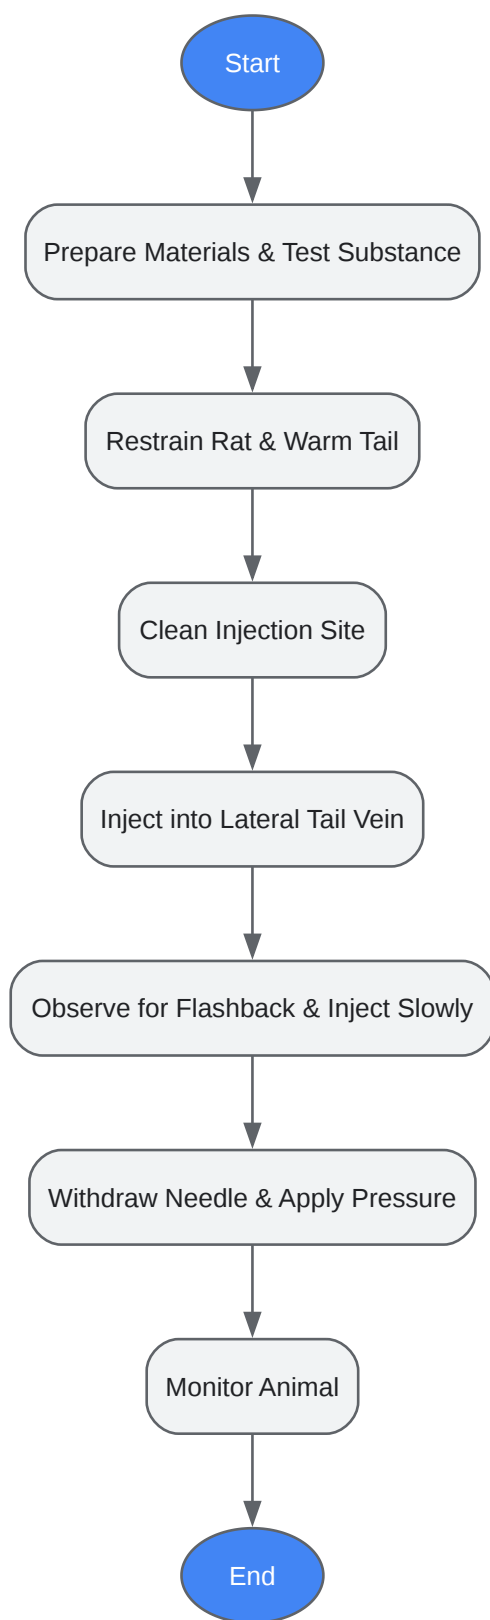 Start
Prepare Materials & Test Substance
Restrain Rat & Warm Tail
Clean Injection Site
Inject into Lateral Tail Vein
Observe for Flashback & Inject Slowly
Withdraw Needle & Apply Pressure
Monitor Animal
End